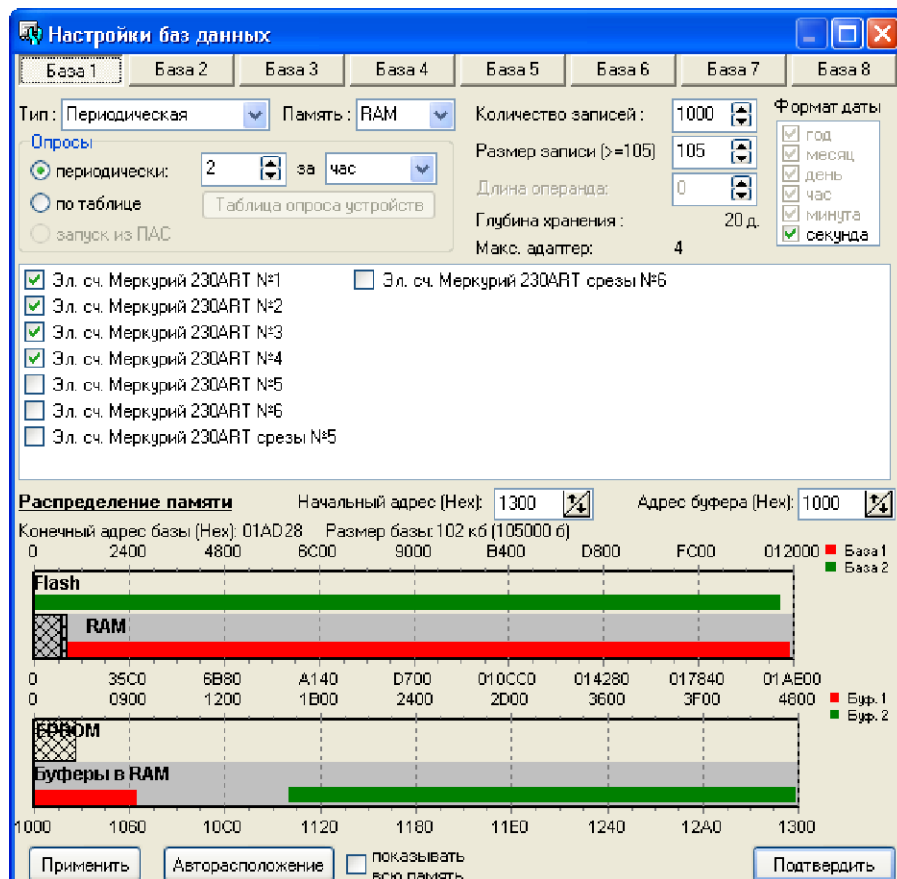 Настройки баз данных
База 1 База 2 База 3 База 4 База 5 База 6 База 7 База 8
Тип : Периодическая Память : RAM Количество записей : 1000 Формат даты
Опросы
периодически: 2 за час
по таблице Таблица опроса устройств
запуск из ПАС
Размер записи (>=105) 105
Длина операнда: 0
Глубина хранения : 20 д.
Макс. адаптер: 4
год
месяц
день
час
минута
секунда
Эл. сч. Меркурий 230ART №1 Эл. сч. Меркурий 230ART срезы №6
Эл. сч. Меркурий 230ART №2
Эл. сч. Меркурий 230ART №3
Эл. сч. Меркурий 230ART №4
Эл. сч. Меркурий 230ART №5
Эл. сч. Меркурий 230ART №6
Эл. сч. Меркурий 230ART срезы №5
Распределение памяти Начальный адрес (Hex): 1300 Адрес буфера (Hex): 1000
Конечный адрес базы (Hex): 01AD28 Размер базы: 102 кб (105000 б)
0 2400 4800 6C00 9000 B400 D800 FC00 012000 База 1
База 2
Flash
RAM
0 35C0 6B80 A140 D700 010CC0 014280 017840 01AE00
0 0900 1200 1B00 2400 2D00 3600 3F00 4800 Буф. 1
Буф. 2
EPROM
Буферы в RAM
1000 1060 10C0 1120 1180 11E0 1240 12A0 1300
Применить Авторасположение показывать всю память Подтвердить